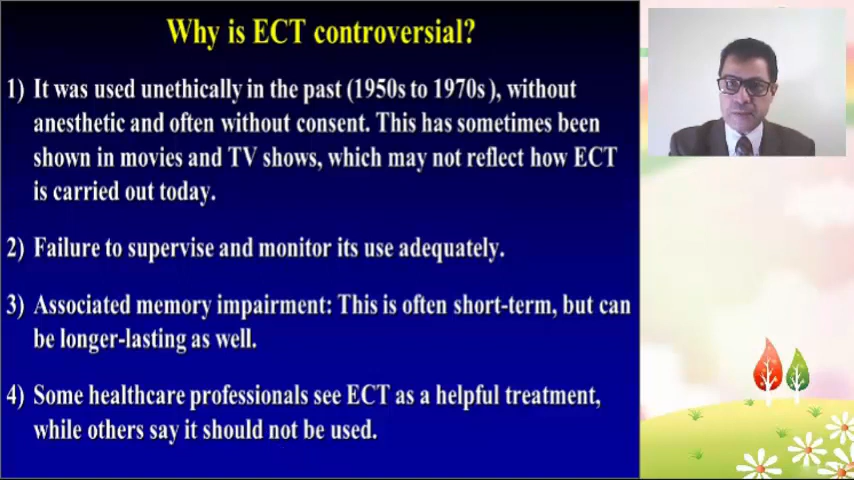 Why is ECT controversial?
1) It was used unethically in the past (1950s to 1970s ), without
anesthetic and often without consent. This has sometimes been
shown in movies and TV shows, which may not reflect how ECT
is carried out today.
2) Failure to supervise and monitor its use adequately.
3) Associated memory impairment: This is often short-term, but can
be longer-lasting as well.
4) Some healthcare professionals see ECT as a helpful treatment,
while others say it should not be used.